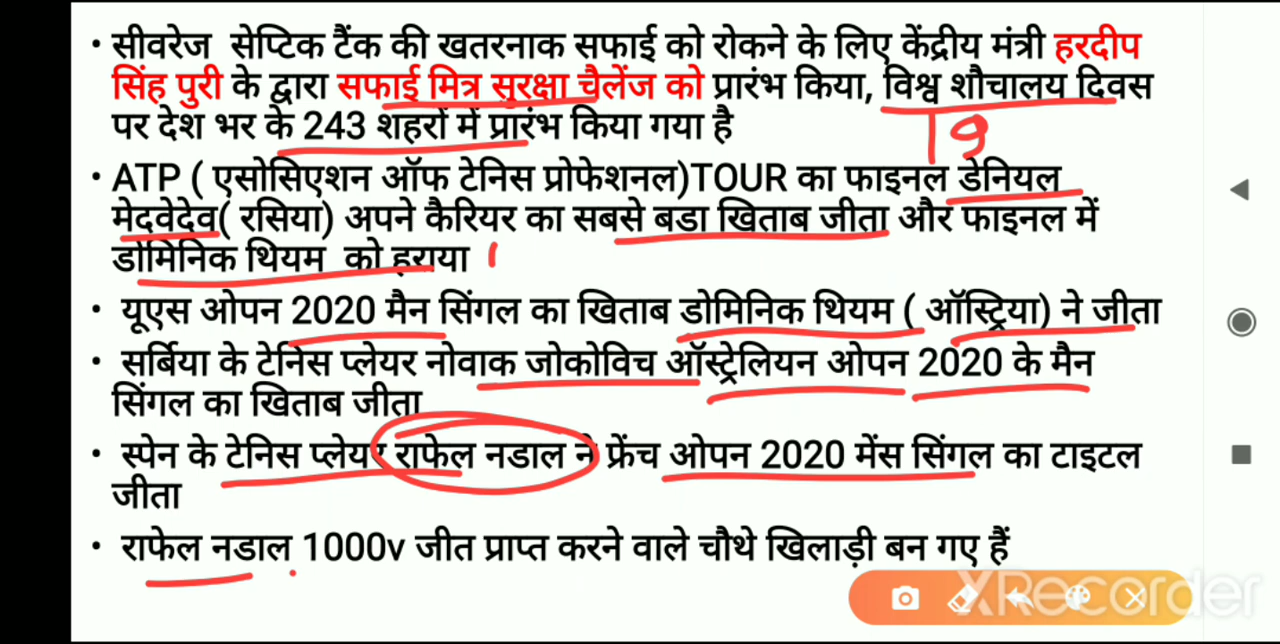 • सीवरेज सेप्टिक टैंक की खतरनाक सफाई को रोकने के लिए केंद्रीय मंत्री हरदीप
सिंह पुरी के द्वारा सफाई मित्र सुरक्षा चैलेंज को प्रारंभ किया, विश्व शौचालय दिवस
पर देश भर के 243 शहरों में प्रारंभ किया गया है
19
• ATP ( एसोसिएशन ऑफ टेनिस प्रोफेशनल)TOUR का फाइनल डेनियल
मेदवेदेव( रसिया) अपने कैरियर का सबसे बडा खिताब जीता और फाइनल में
डोमिनिक थियम को हराया
• यूएस ओपन 2020 मैन सिंगल का खिताब डोमिनिक थियम ( ऑस्ट्रिया) ने जीता
• सर्बिया के टेनिस प्लेयर नोवाक जोकोविच ऑस्ट्रेलियन ओपन 2020 के मैन
सिंगल का खिताब जीता
• स्पेन के टेनिस प्लेयर राफेल नडाल ने फ्रेंच ओपन 2020 मेंस सिंगल का टाइटल
जीता
• राफेल नडाल 1000v जीत प्राप्त करने वाले चौथे खिलाड़ी बन गए हैं
XRecorder